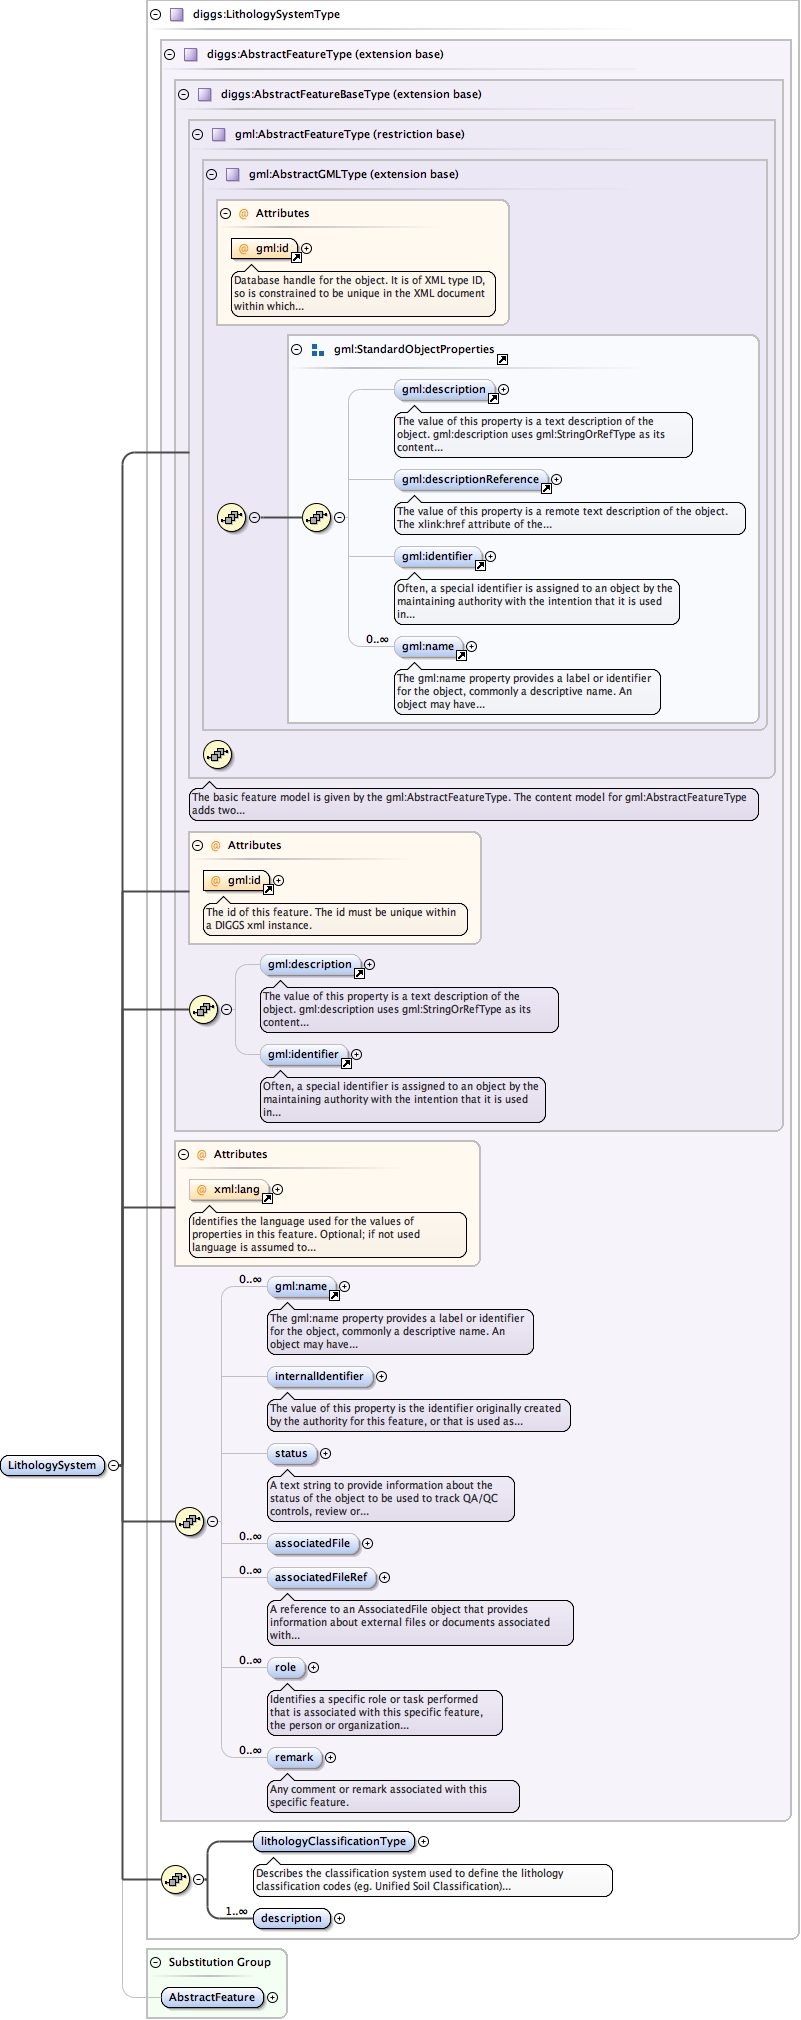 diggs:LithologySystemType
diggs:AbstractFeatureType (extension base)
diggs:AbstractFeatureBaseType (extension base)
gml:AbstractFeatureType (restriction base)
gml:AbstractGMLType (extension base)
@ Attributes
@ gml:id
Database handle for the object. It is of XML type ID,
so is constrained to be unique in the XML document
within which...
gml:StandardObjectProperties
gml:description
The value of this property is a text description of the
object. gml:description uses gml:StringOrRefType as its
content...
gml:descriptionReference
The value of this property is a remote text description of the object.
The xlink:href attribute of the...
gml:identifier
Often, a special identifier is assigned to an object by the
maintaining authority with the intention that it is used
in...
0..∞
gml:name
The gml:name property provides a label or identifier
for the object, commonly a descriptive name. An
object may have...
The basic feature model is given by the gml:AbstractFeatureType. The content model for gml:AbstractFeatureType
adds two...
@ Attributes
@ gml:id
The id of this feature. The id must be unique within
a DIGGS xml instance.
gml:description
The value of this property is a text description of the
object. gml:description uses gml:StringOrRefType as its
content...
gml:identifier
Often, a special identifier is assigned to an object by the
maintaining authority with the intention that it is used
in...
@ Attributes
@ xml:lang
Identifies the language used for the values of
properties in this feature. Optional; if not used
language is assumed to...
0..∞
gml:name
The gml:name property provides a label or identifier
for the object, commonly a descriptive name. An
object may have...
internalIdentifier
The value of this property is the identifier originally created
by the authority for this feature, or that is used as...
LithologySystem
status
A text string to provide information about the
status of the object to be used to track QA/QC
controls, review or...
0..∞
associatedFile
0..∞
associatedFileRef
A reference to an AssociatedFile object that provides
information about external files or documents associated
with...
0..∞
role
Identifies a specific role or task performed
that is associated with this specific feature,
the person or organization...
0..∞
remark
Any comment or remark associated with this
specific feature.
lithologyClassificationType
Describes the classification system used to define the lithology
classification codes (eg. Unified Soil Classification)...
1..∞
description
Substitution Group
AbstractFeature